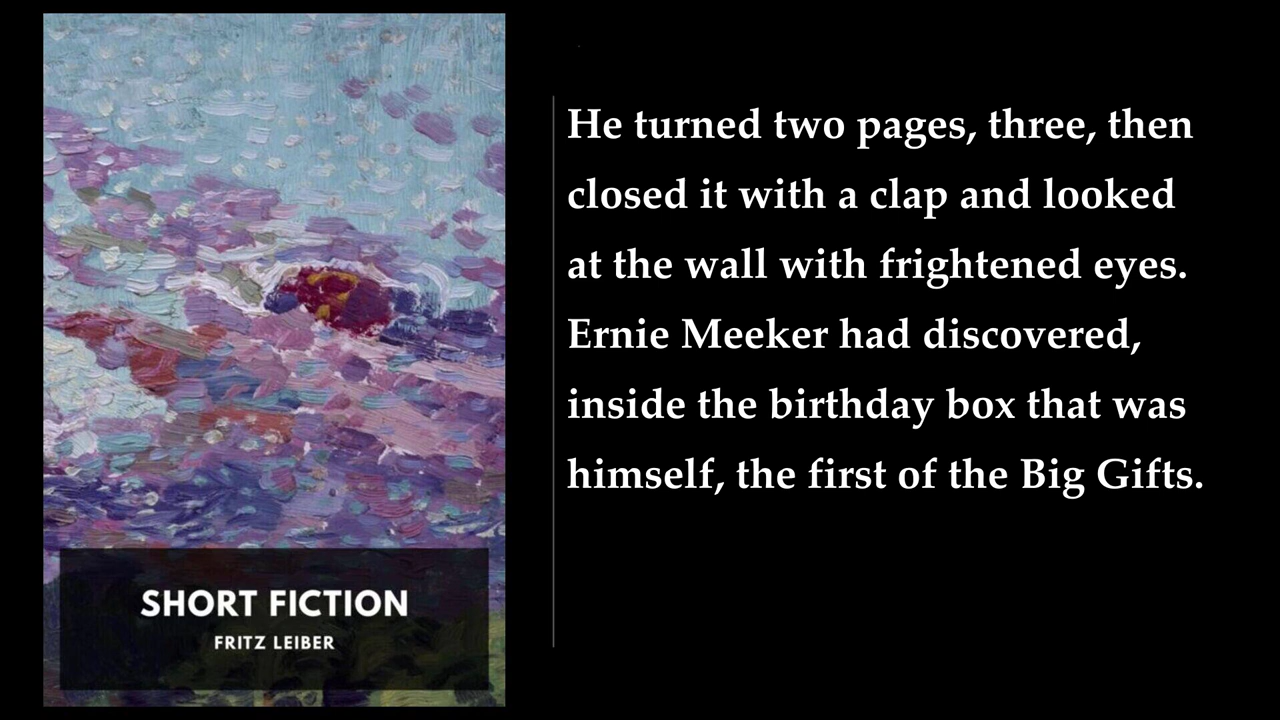 SHORT FICTION
FRITZ LEIBER
He turned two pages, three, then
closed it with a clap and looked
at the wall with frightened eyes.
Ernie Meeker had discovered,
inside the birthday box that was
himself, the first of the Big Gifts.